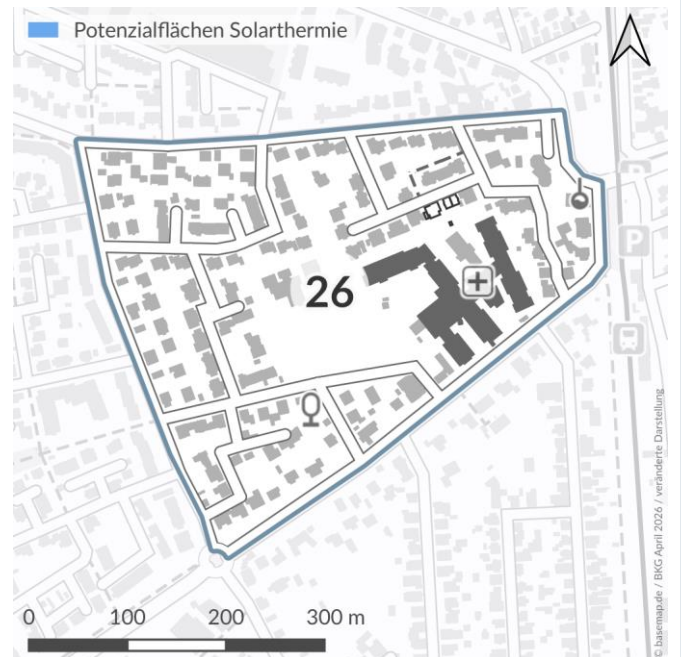 Potenzialflächen Solarthermie
26
P
0 100 200 300 m
© basemap.de / BKG April 2026 / veränderte Darstellung